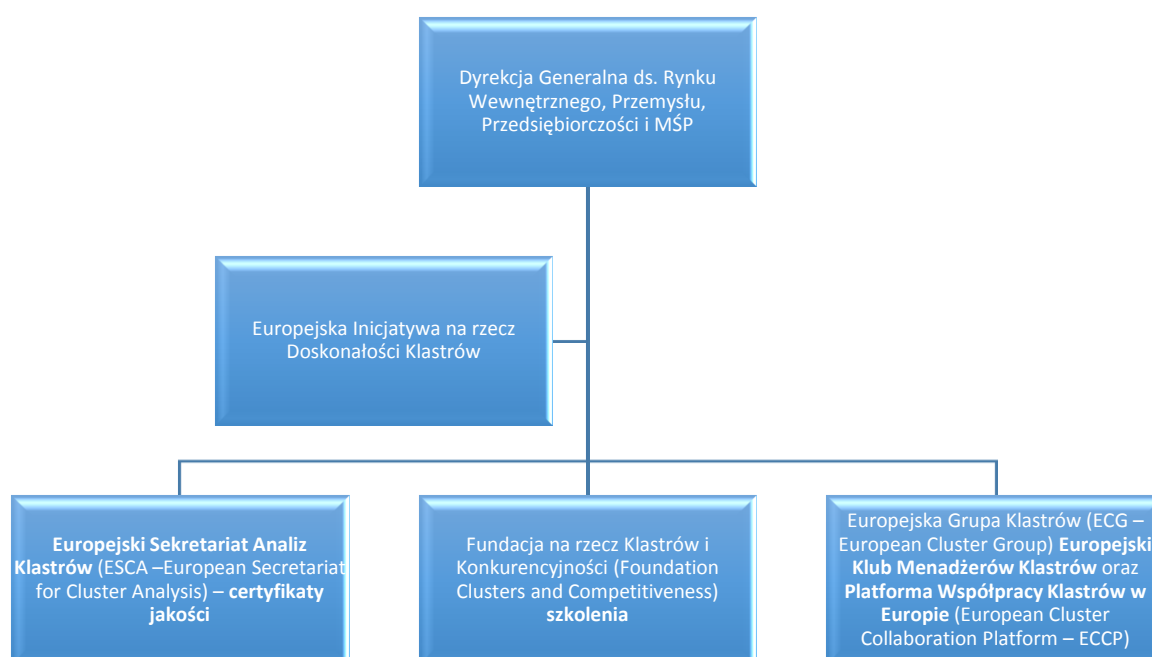 Dyrekcja Generalna ds. Rynku
Wewnętrznego, Przemysłu,
Przedsiębiorczości i MŚP
Europejska Inicjatywa na rzecz
Doskonałości Klastrów
Europejski Sekretariat Analiz
Klastrów (ESCA –European Secretariat
for Cluster Analysis) – certyfikaty
jakości
Fundacja na rzecz Klastrów i
Konkurencyjności (Foundation
Clusters and Competitiveness)
szkolenia
Europejska Grupa Klastrów (ECG –
European Cluster Group) Europejski
Klub Menadżerów Klastrów oraz
Platforma Współpracy Klastrów w
Europie (European Cluster
Collaboration Platform – ECCP)